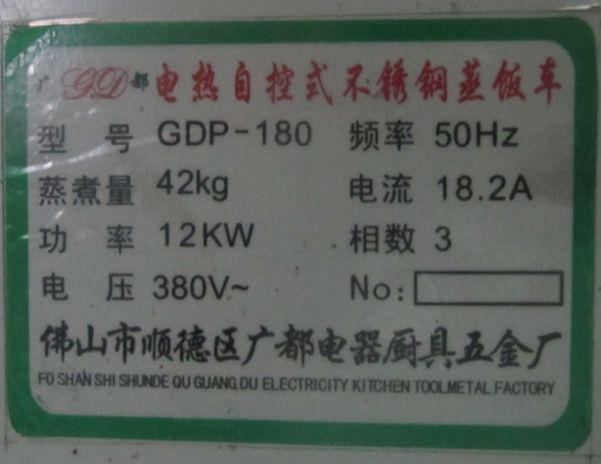 广 GD 都 电热自控式不锈钢蒸饭车
型 号 GDP-180 频率 50Hz
蒸煮量 42kg 电流 18.2A
功 率 12KW 相数 3
电 压 380V~ No:
佛山市顺德区广都电器厨具五金厂
FO SHAN SHI SHUNDE QU GUANG DU ELECTRICITY KITCHEN TOOLMETAL FACTORY